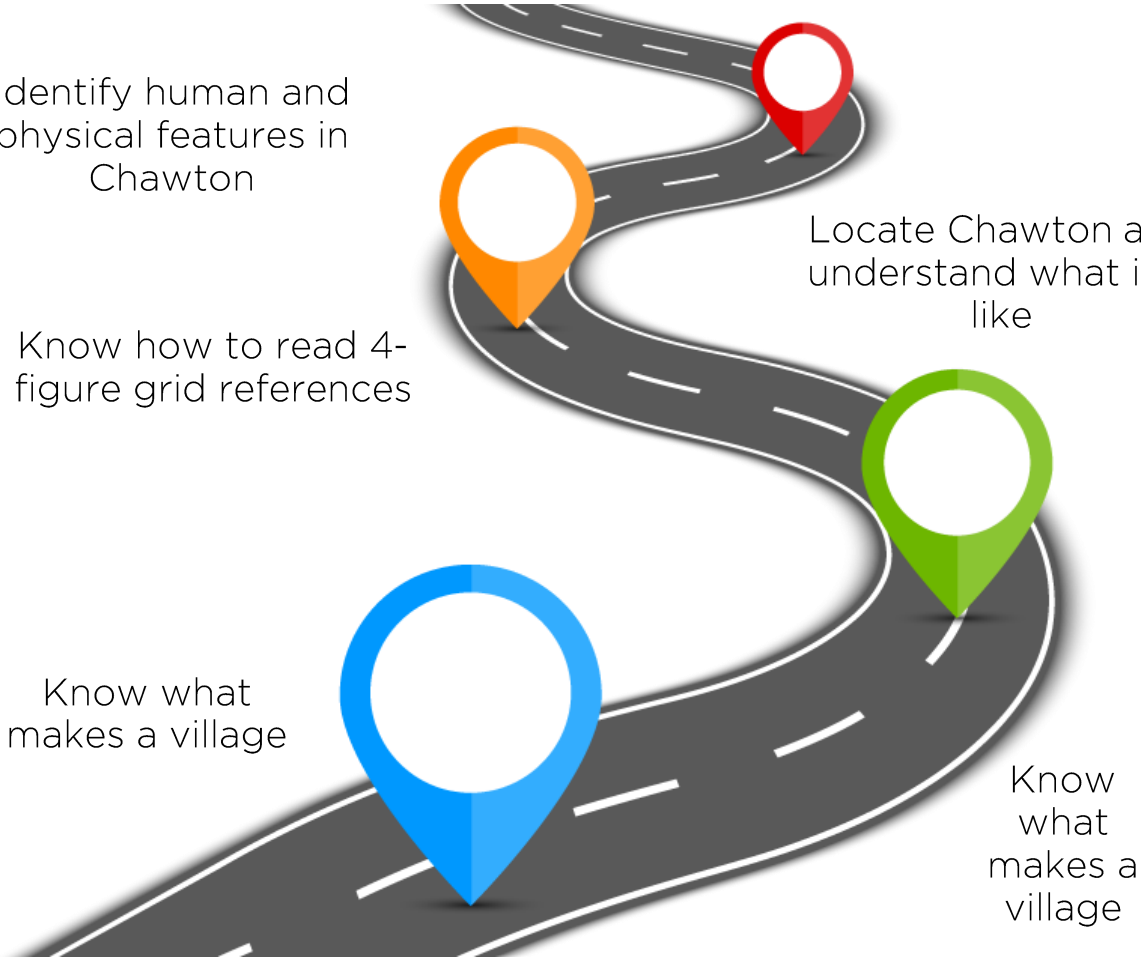 dentify human and
physical features in
Chawton
Locate Chawton a
understand what i
like
Know how to read 4-
figure grid references
Know what
makes a village
Know
what
makes a
village